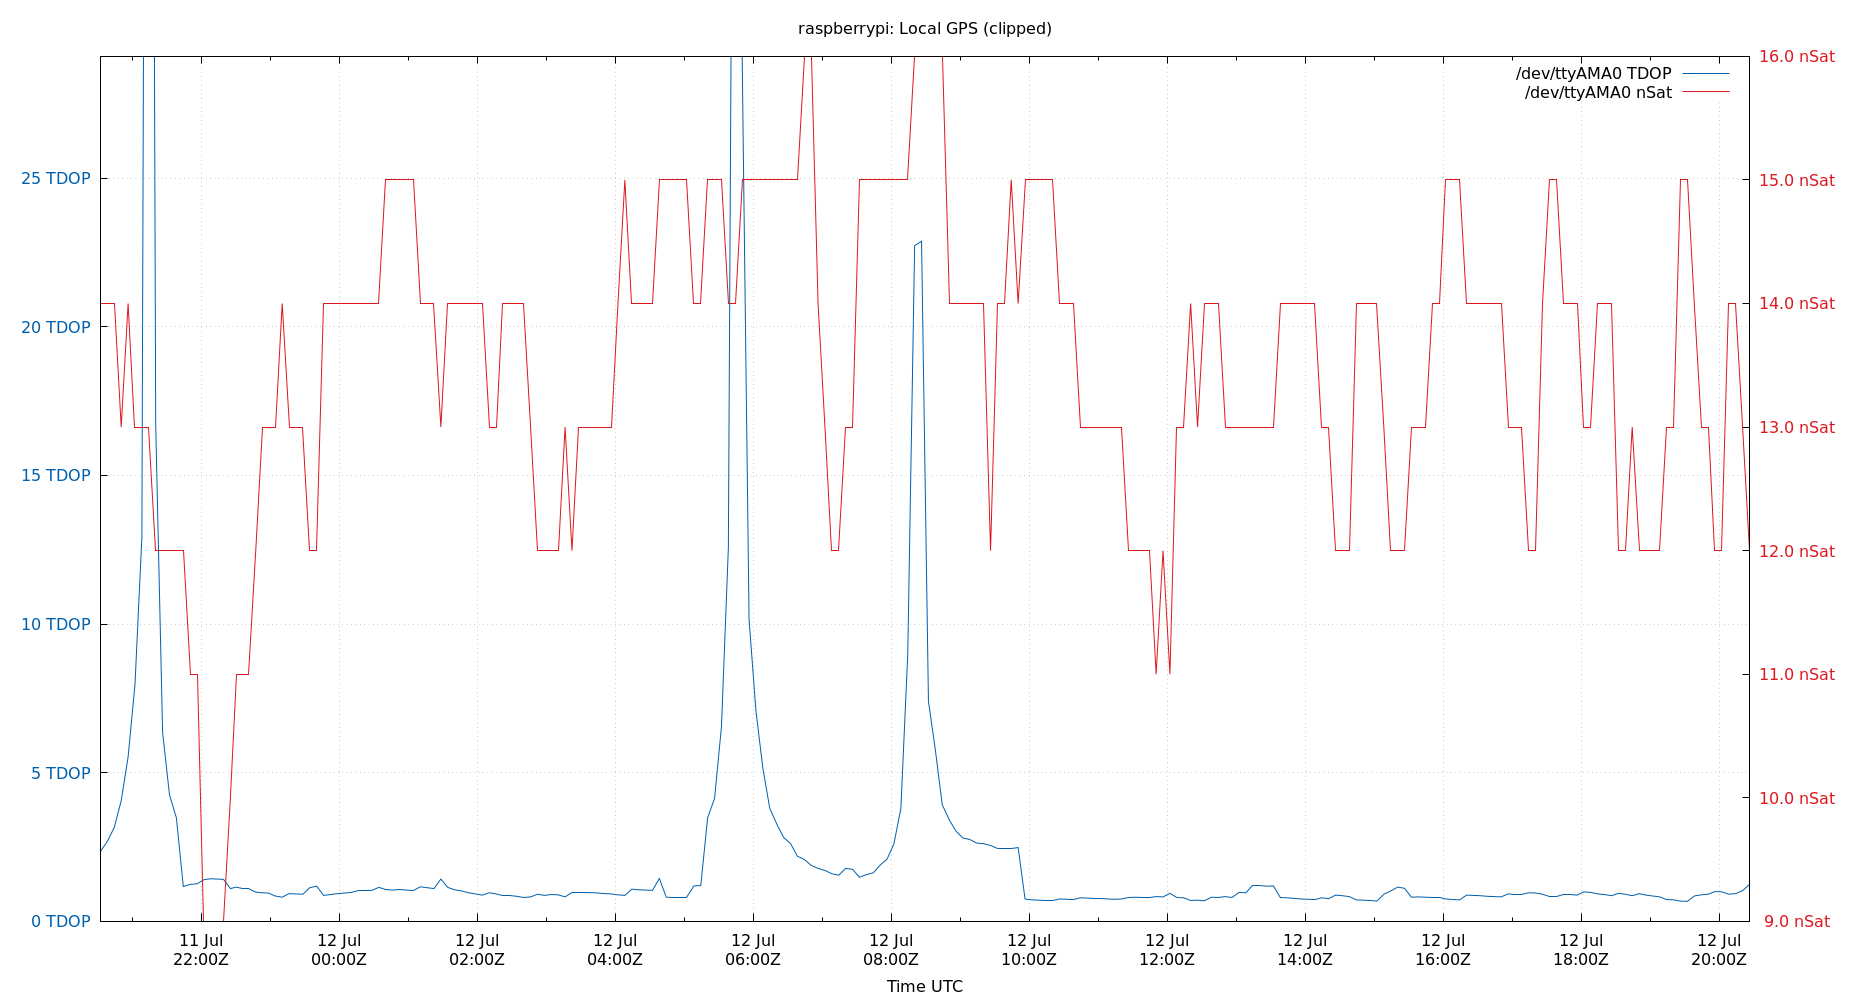 raspberrypi: Local GPS (clipped)
/dev/ttyAMA0 TDOP
/dev/ttyAMA0 nSat
25 TDOP
20 TDOP
15 TDOP
10 TDOP
5 TDOP
0 TDOP
16.0 nSat
15.0 nSat
14.0 nSat
13.0 nSat
12.0 nSat
11.0 nSat
10.0 nSat
9.0 nSat
11 Jul 12 Jul 12 Jul 12 Jul 12 Jul 12 Jul 12 Jul 12 Jul 12 Jul 12 Jul 12 Jul 12 Jul
22:00Z 00:00Z 02:00Z 04:00Z 06:00Z 08:00Z 10:00Z 12:00Z 14:00Z 16:00Z 18:00Z 20:00Z
Time UTC